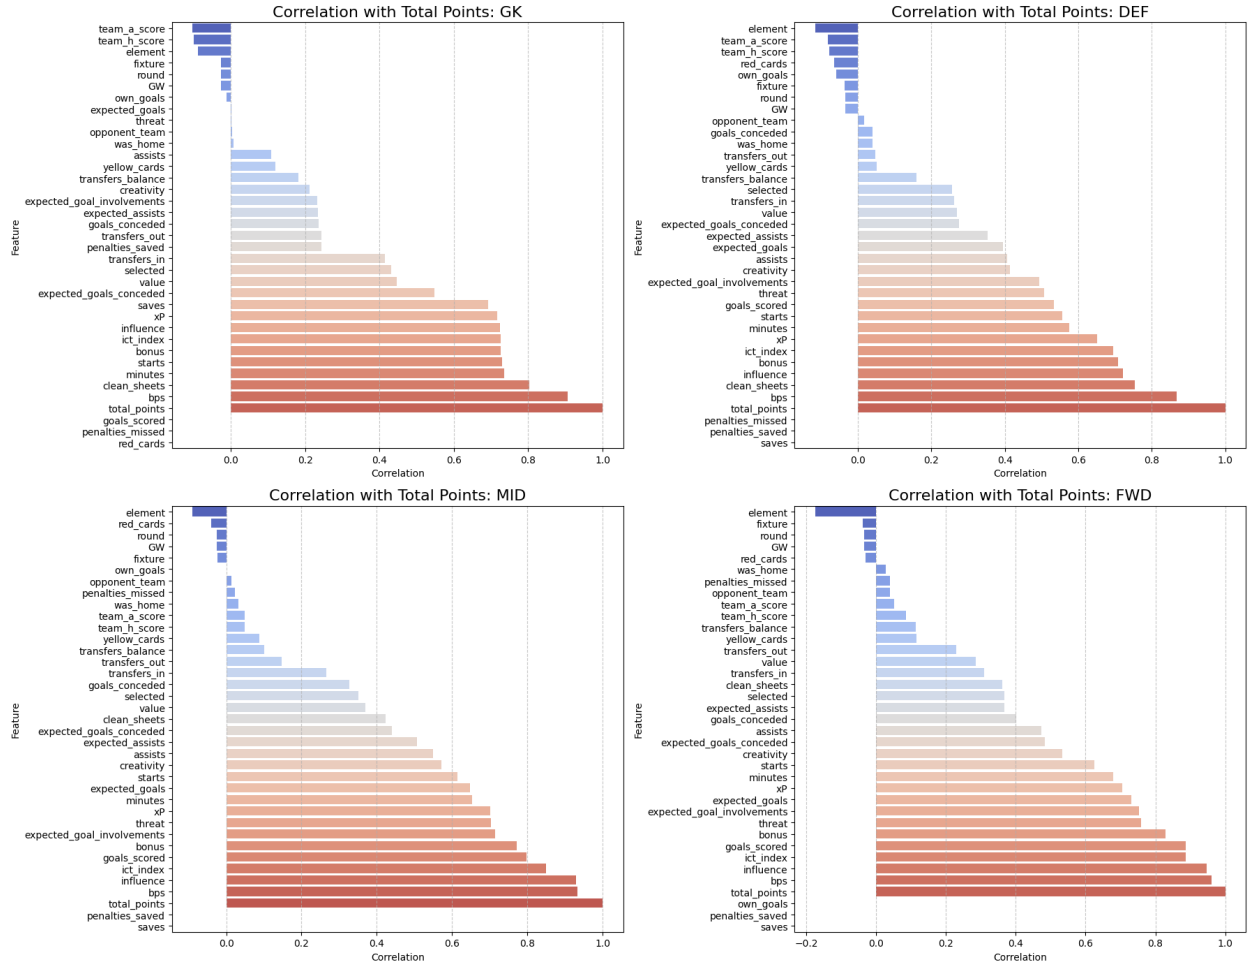 Correlation with Total Points: GK
team_a_score
team_h_score
element
fixture
round
GW
own_goals
expected_goals
threat
opponent_team
was_home
assists
yellow_cards
transfers_balance
creativity
expected_goal_involvements
expected_assists
goals_conceded
transfers_out
penalties_saved
transfers_in
selected
value
expected_goals_conceded
saves
xP
influence
ict_index
bonus
starts
minutes
clean_sheets
bps
total_points
goals_scored
penalties_missed
red_cards
Feature
0.0 0.2 0.4 0.6 0.8 1.0
Correlation
Correlation with Total Points: DEF
element
team_a_score
team_h_score
red_cards
own_goals
fixture
round
GW
opponent_team
goals_conceded
was_home
transfers_out
yellow_cards
transfers_balance
selected
transfers_in
value
expected_goals_conceded
expected_assists
expected_goals
assists
creativity
expected_goal_involvements
threat
goals_scored
starts
minutes
xP
ict_index
bonus
influence
clean_sheets
bps
total_points
penalties_missed
penalties_saved
saves
Feature
0.0 0.2 0.4 0.6 0.8 1.0
Correlation
Correlation with Total Points: MID
element
red_cards
round
GW
fixture
own_goals
opponent_team
penalties_missed
was_home
team_a_score
team_h_score
yellow_cards
transfers_balance
transfers_out
transfers_in
goals_conceded
selected
value
clean_sheets
expected_goals_conceded
expected_assists
assists
creativity
starts
expected_goals
minutes
xP
threat
expected_goal_involvements
bonus
goals_scored
ict_index
influence
bps
total_points
penalties_saved
saves
Feature
0.0 0.2 0.4 0.6 0.8 1.0
Correlation
Correlation with Total Points: FWD
element
fixture
round
GW
red_cards
was_home
penalties_missed
opponent_team
team_a_score
team_h_score
transfers_balance
yellow_cards
transfers_out
value
transfers_in
clean_sheets
selected
expected_assists
goals_conceded
assists
expected_goals_conceded
creativity
starts
minutes
xP
expected_goals
expected_goal_involvements
threat
bonus
goals_scored
ict_index
influence
bps
total_points
own_goals
penalties_saved
saves
Feature
−0.2 0.0 0.2 0.4 0.6 0.8 1.0
Correlation